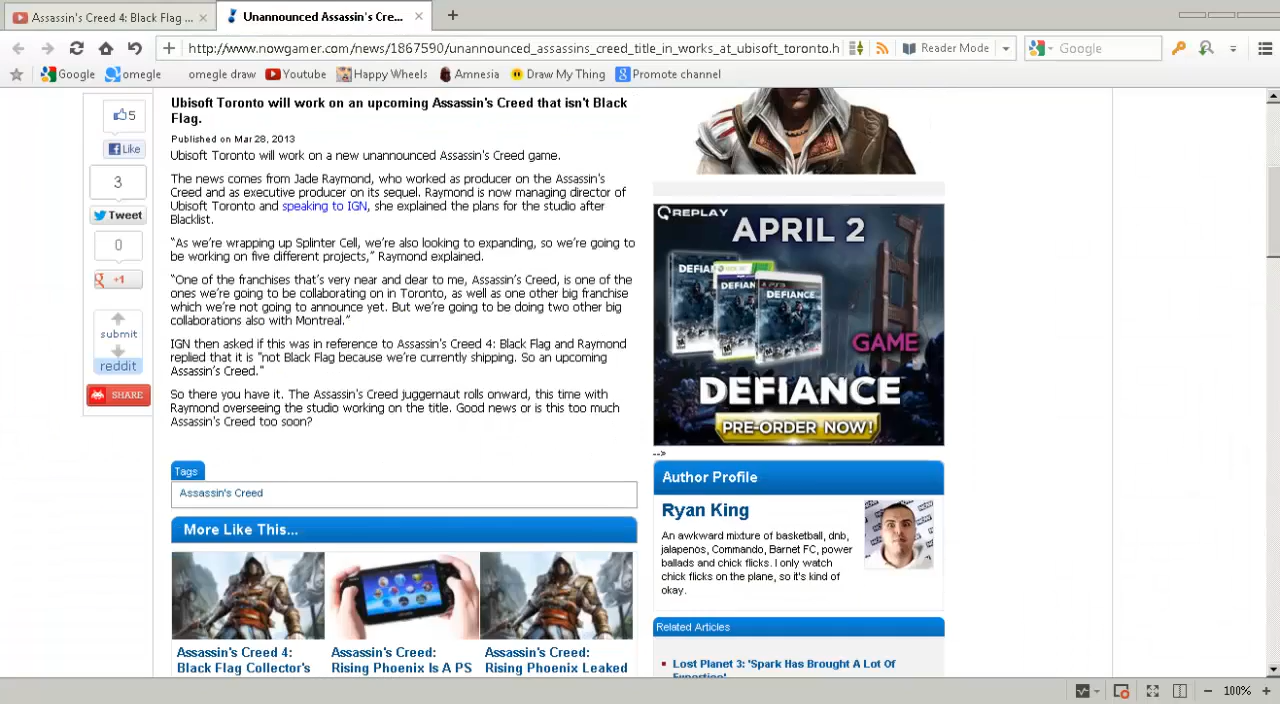 Assassin's Creed 4: Black Flag ...
Unannounced Assassin's Cre...
http://www.nowgamer.com/news/1867590/unannounced_assassins_creed_title_in_works_at_ubisoft_toronto.h
Reader Mode
Google
Google
omegle
omegle draw
Youtube
Happy Wheels
Amnesia
Draw My Thing
Promote channel
5
Like
3
Tweet
0
+1
submit
reddit
SHARE
Ubisoft Toronto will work on an upcoming Assassin's Creed that isn't Black
Flag.
Published on Mar 28, 2013
Ubisoft Toronto will work on a new unannounced Assassin's Creed game.
The news comes from Jade Raymond, who worked as producer on the Assassin's
Creed and as executive producer on its sequel. Raymond is now managing director of
Ubisoft Toronto and speaking to IGN, she explained the plans for the studio after
Blacklist.
“As we’re wrapping up Splinter Cell, we’re also looking to expanding, so we’re going to
be working on five different projects,” Raymond explained.
“One of the franchises that’s very near and dear to me, Assassin’s Creed, is one of the
ones we’re going to be collaborating on in Toronto, as well as one other big franchise
which we’re not going to announce yet. But we’re going to be doing two other big
collaborations also with Montreal.”
IGN then asked if this was in reference to Assassin's Creed 4: Black Flag and Raymond
replied that it is "not Black Flag because we’re currently shipping. So an upcoming
Assassin’s Creed."
So there you have it. The Assassin's Creed juggernaut rolls onward, this time with
Raymond overseeing the studio working on the title. Good news or is this too much
Assassin's Creed too soon?
Tags
Assassin's Creed
More Like This...
Assassin's Creed 4:
Black Flag Collector's
Assassin's Creed:
Rising Phoenix Is A PS
Assassin's Creed:
Rising Phoenix Leaked
REPLAY
APRIL 2
DEFIANCE
DEFIANCE
GAME
DEFIANCE
PRE-ORDER NOW!
-->
Author Profile
Ryan King
An awkward mixture of basketball, dnb,
jalapenos, Commando, Barnet FC, power
ballads and chick flicks. I only watch
chick flicks on the plane, so it's kind of
okay.
Related Articles
Lost Planet 3: 'Spark Has Brought A Lot Of
Expertise'
100%